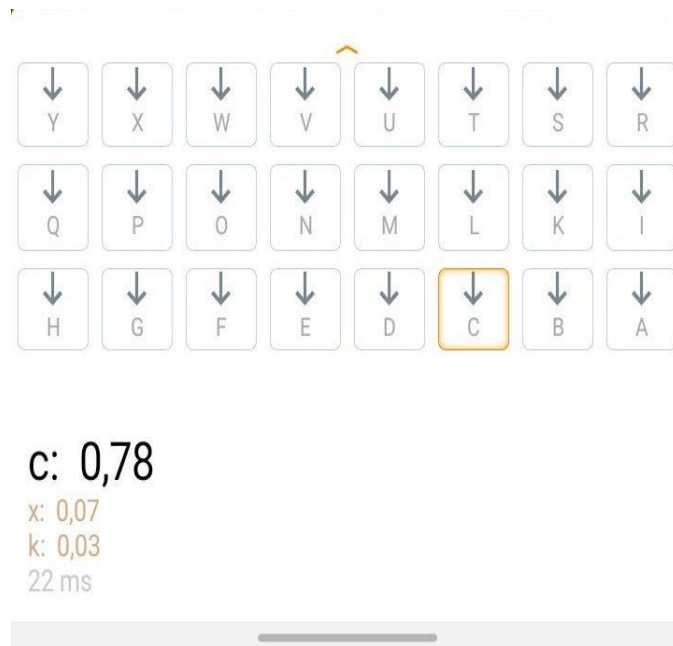 Y X W V U T S R
Q P O N M L K I
H G F E D C B A
c: 0,78
x: 0,07
k: 0,03
22 ms